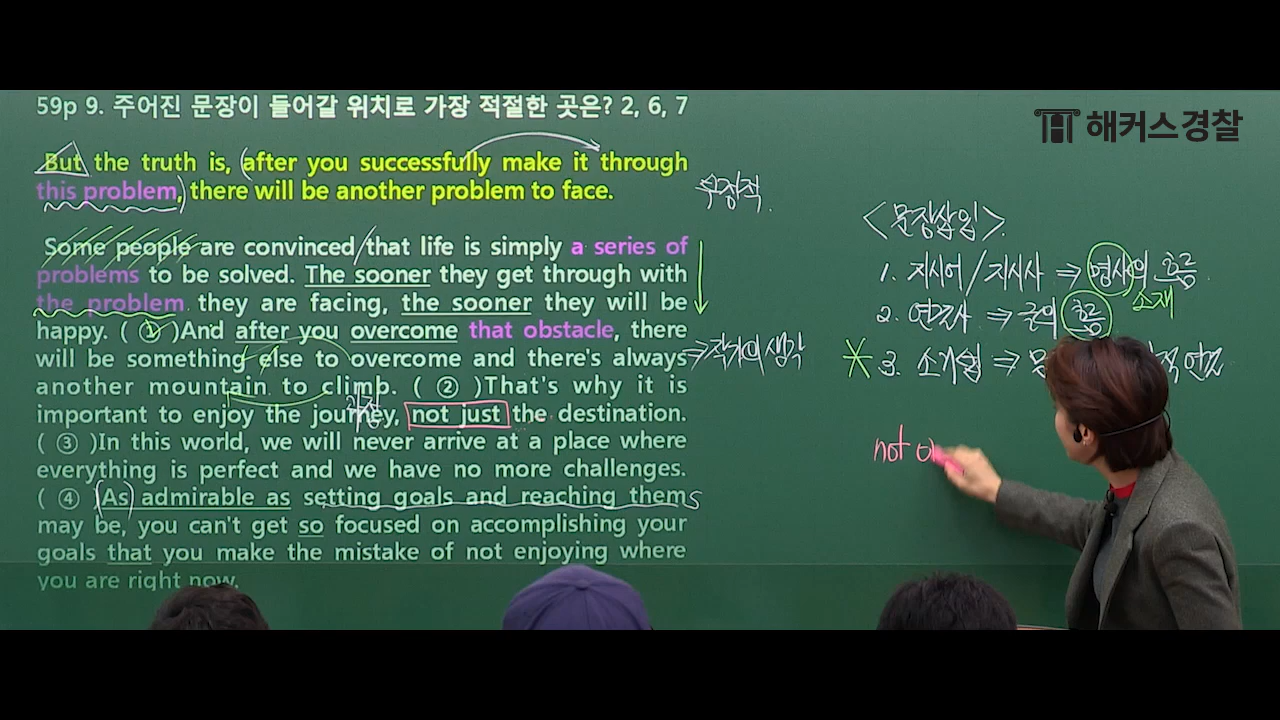 59p 9. 주어진 문장이 들어갈 위치로 가장 적절한 곳은? 2, 6, 7
해커스경찰
But the truth is, after you successfully make it through
this problem, there will be another problem to face.
Some people are convinced that life is simply a series of
problems to be solved. The sooner they get through with
the problem they are facing, the sooner they will be
happy. ( ① )And after you overcome that obstacle, there
will be something else to overcome and there's always
another mountain to climb. ( ② )That's why it is
important to enjoy the journey, not just the destination.
( ③ )In this world, we will never arrive at a place where
everything is perfect and we have no more challenges.
( ④ )As admirable as setting goals and reaching them
may be, you can't get so focused on accomplishing your
goals that you make the mistake of not enjoying where
you are right now.
⇒작가의 생각
<문장삽입>
1. 지시어/지시사 ⇒ 명사의 흐름
소재
2. 연결사 ⇒ 글의 흐름
3. 소거법 ⇒
not